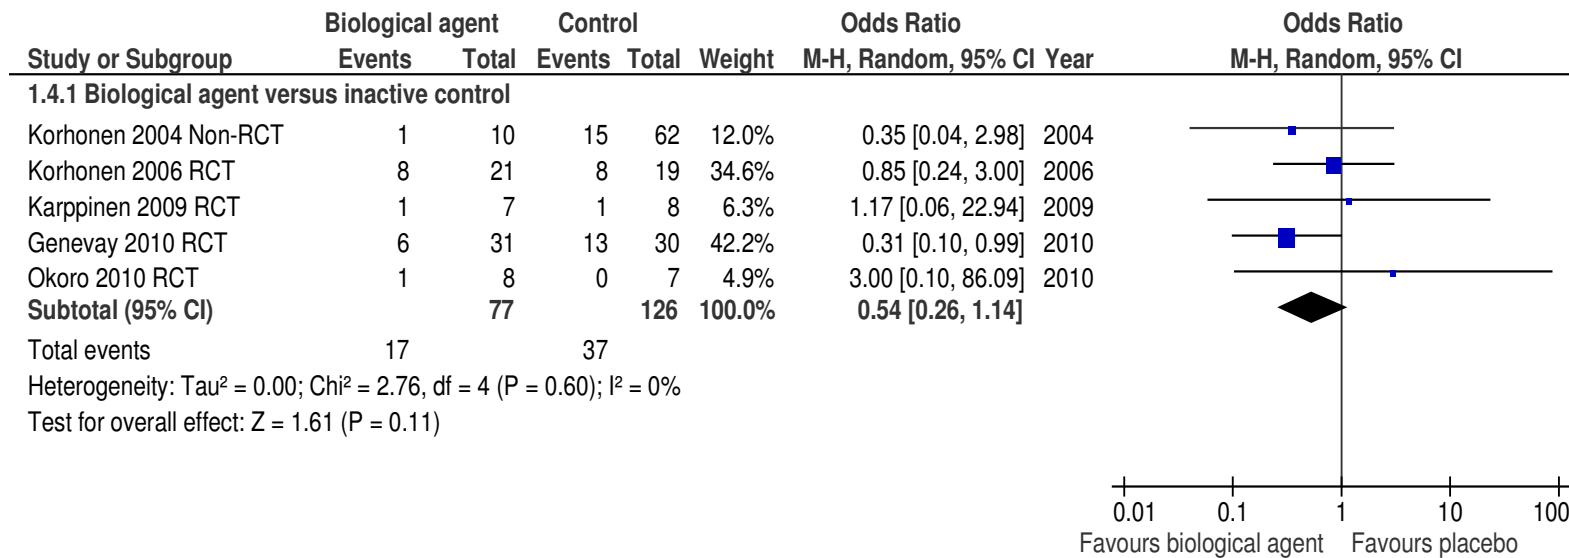 Biological agent Control Odds Ratio Odds Ratio
Study or Subgroup Events Total Events Total Weight M-H, Random, 95% CI Year M-H, Random, 95% CI
1.4.1 Biological agent versus inactive control
Korhonen 2004 Non-RCT 1 10 15 62 12.0% 0.35 [0.04, 2.98] 2004
Korhonen 2006 RCT 8 21 8 19 34.6% 0.85 [0.24, 3.00] 2006
Karppinen 2009 RCT 1 7 1 8 6.3% 1.17 [0.06, 22.94] 2009
Genevay 2010 RCT 6 31 13 30 42.2% 0.31 [0.10, 0.99] 2010
Okoro 2010 RCT 1 8 0 7 4.9% 3.00 [0.10, 86.09] 2010
Subtotal (95% CI) 77 126 100.0% 0.54 [0.26, 1.14]
Total events 17 37
Heterogeneity: Tau² = 0.00; Chi² = 2.76, df = 4 (P = 0.60); I² = 0%
Test for overall effect: Z = 1.61 (P = 0.11)
0.01 0.1 1 10 100
Favours biological agent Favours placebo